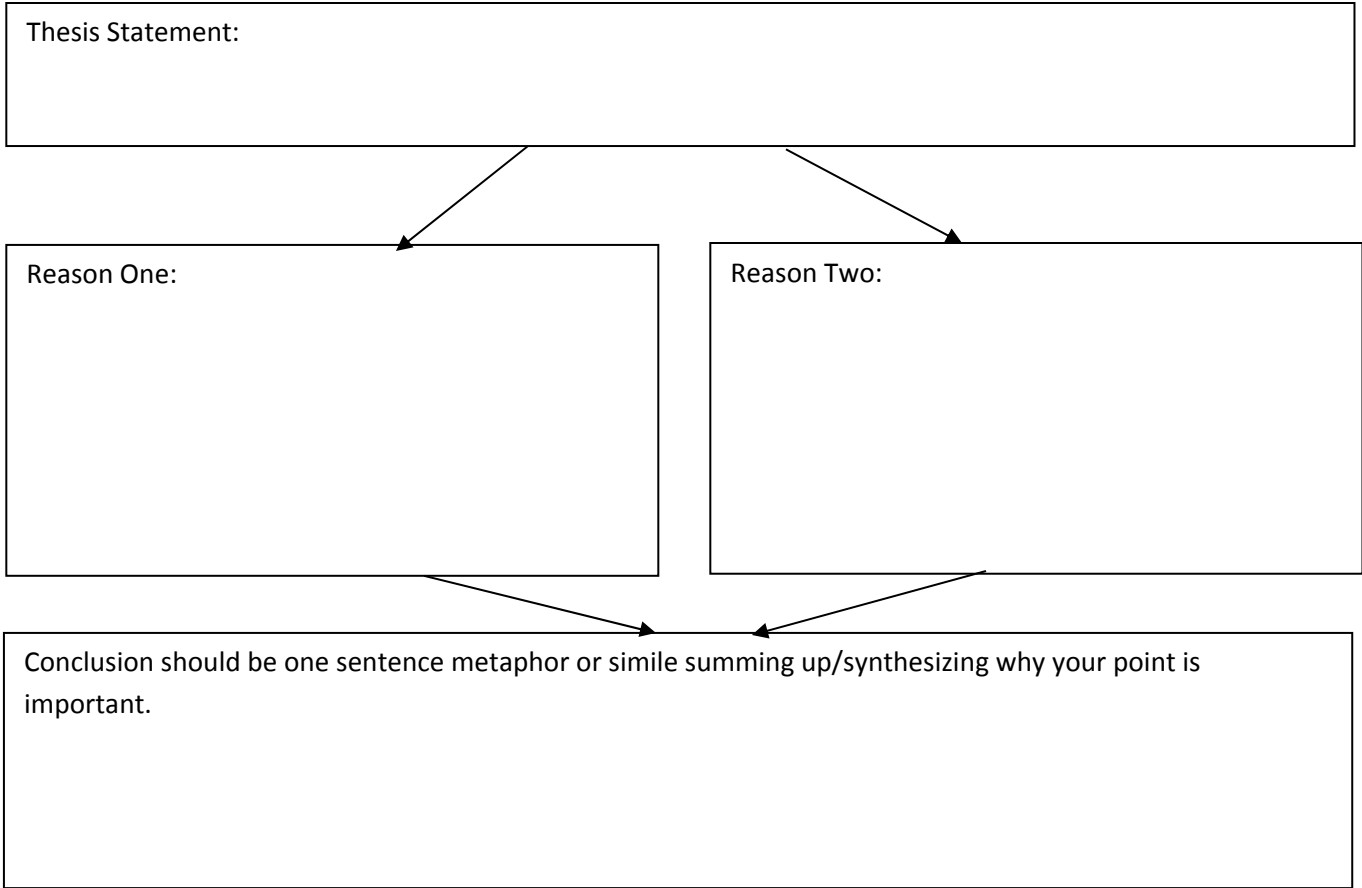 Thesis Statement:
Reason One:
Reason Two:
Conclusion should be one sentence metaphor or simile summing up/synthesizing why your point is
important.